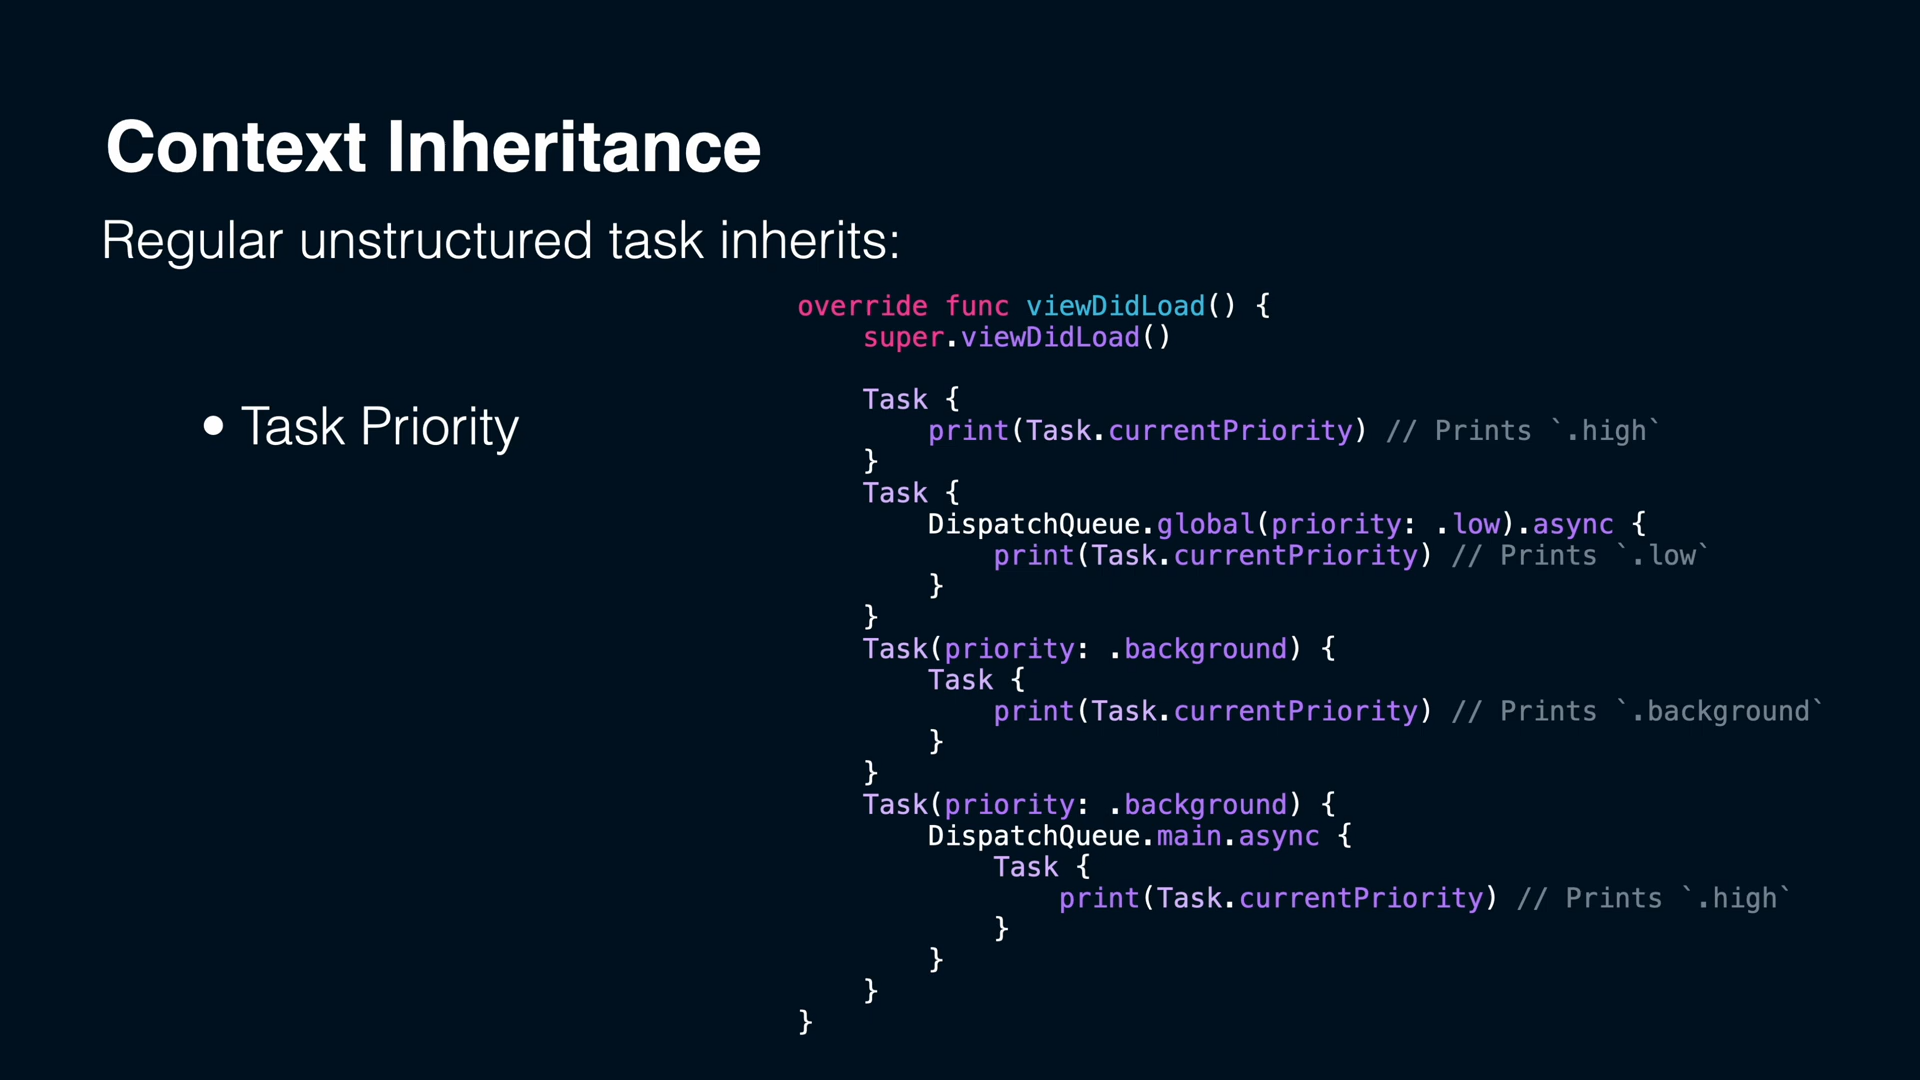 Context Inheritance
Regular unstructured task inherits:
• Task Priority
override func viewDidLoad() {
    super.viewDidLoad()

    Task {
        print(Task.currentPriority) // Prints `.high`
    }
    Task {
        DispatchQueue.global(priority: .low).async {
            print(Task.currentPriority) // Prints `.low`
        }
    }
    Task(priority: .background) {
        Task {
            print(Task.currentPriority) // Prints `.background`
        }
    }
    Task(priority: .background) {
        DispatchQueue.main.async {
            Task {
                print(Task.currentPriority) // Prints `.high`
            }
        }
    }
}